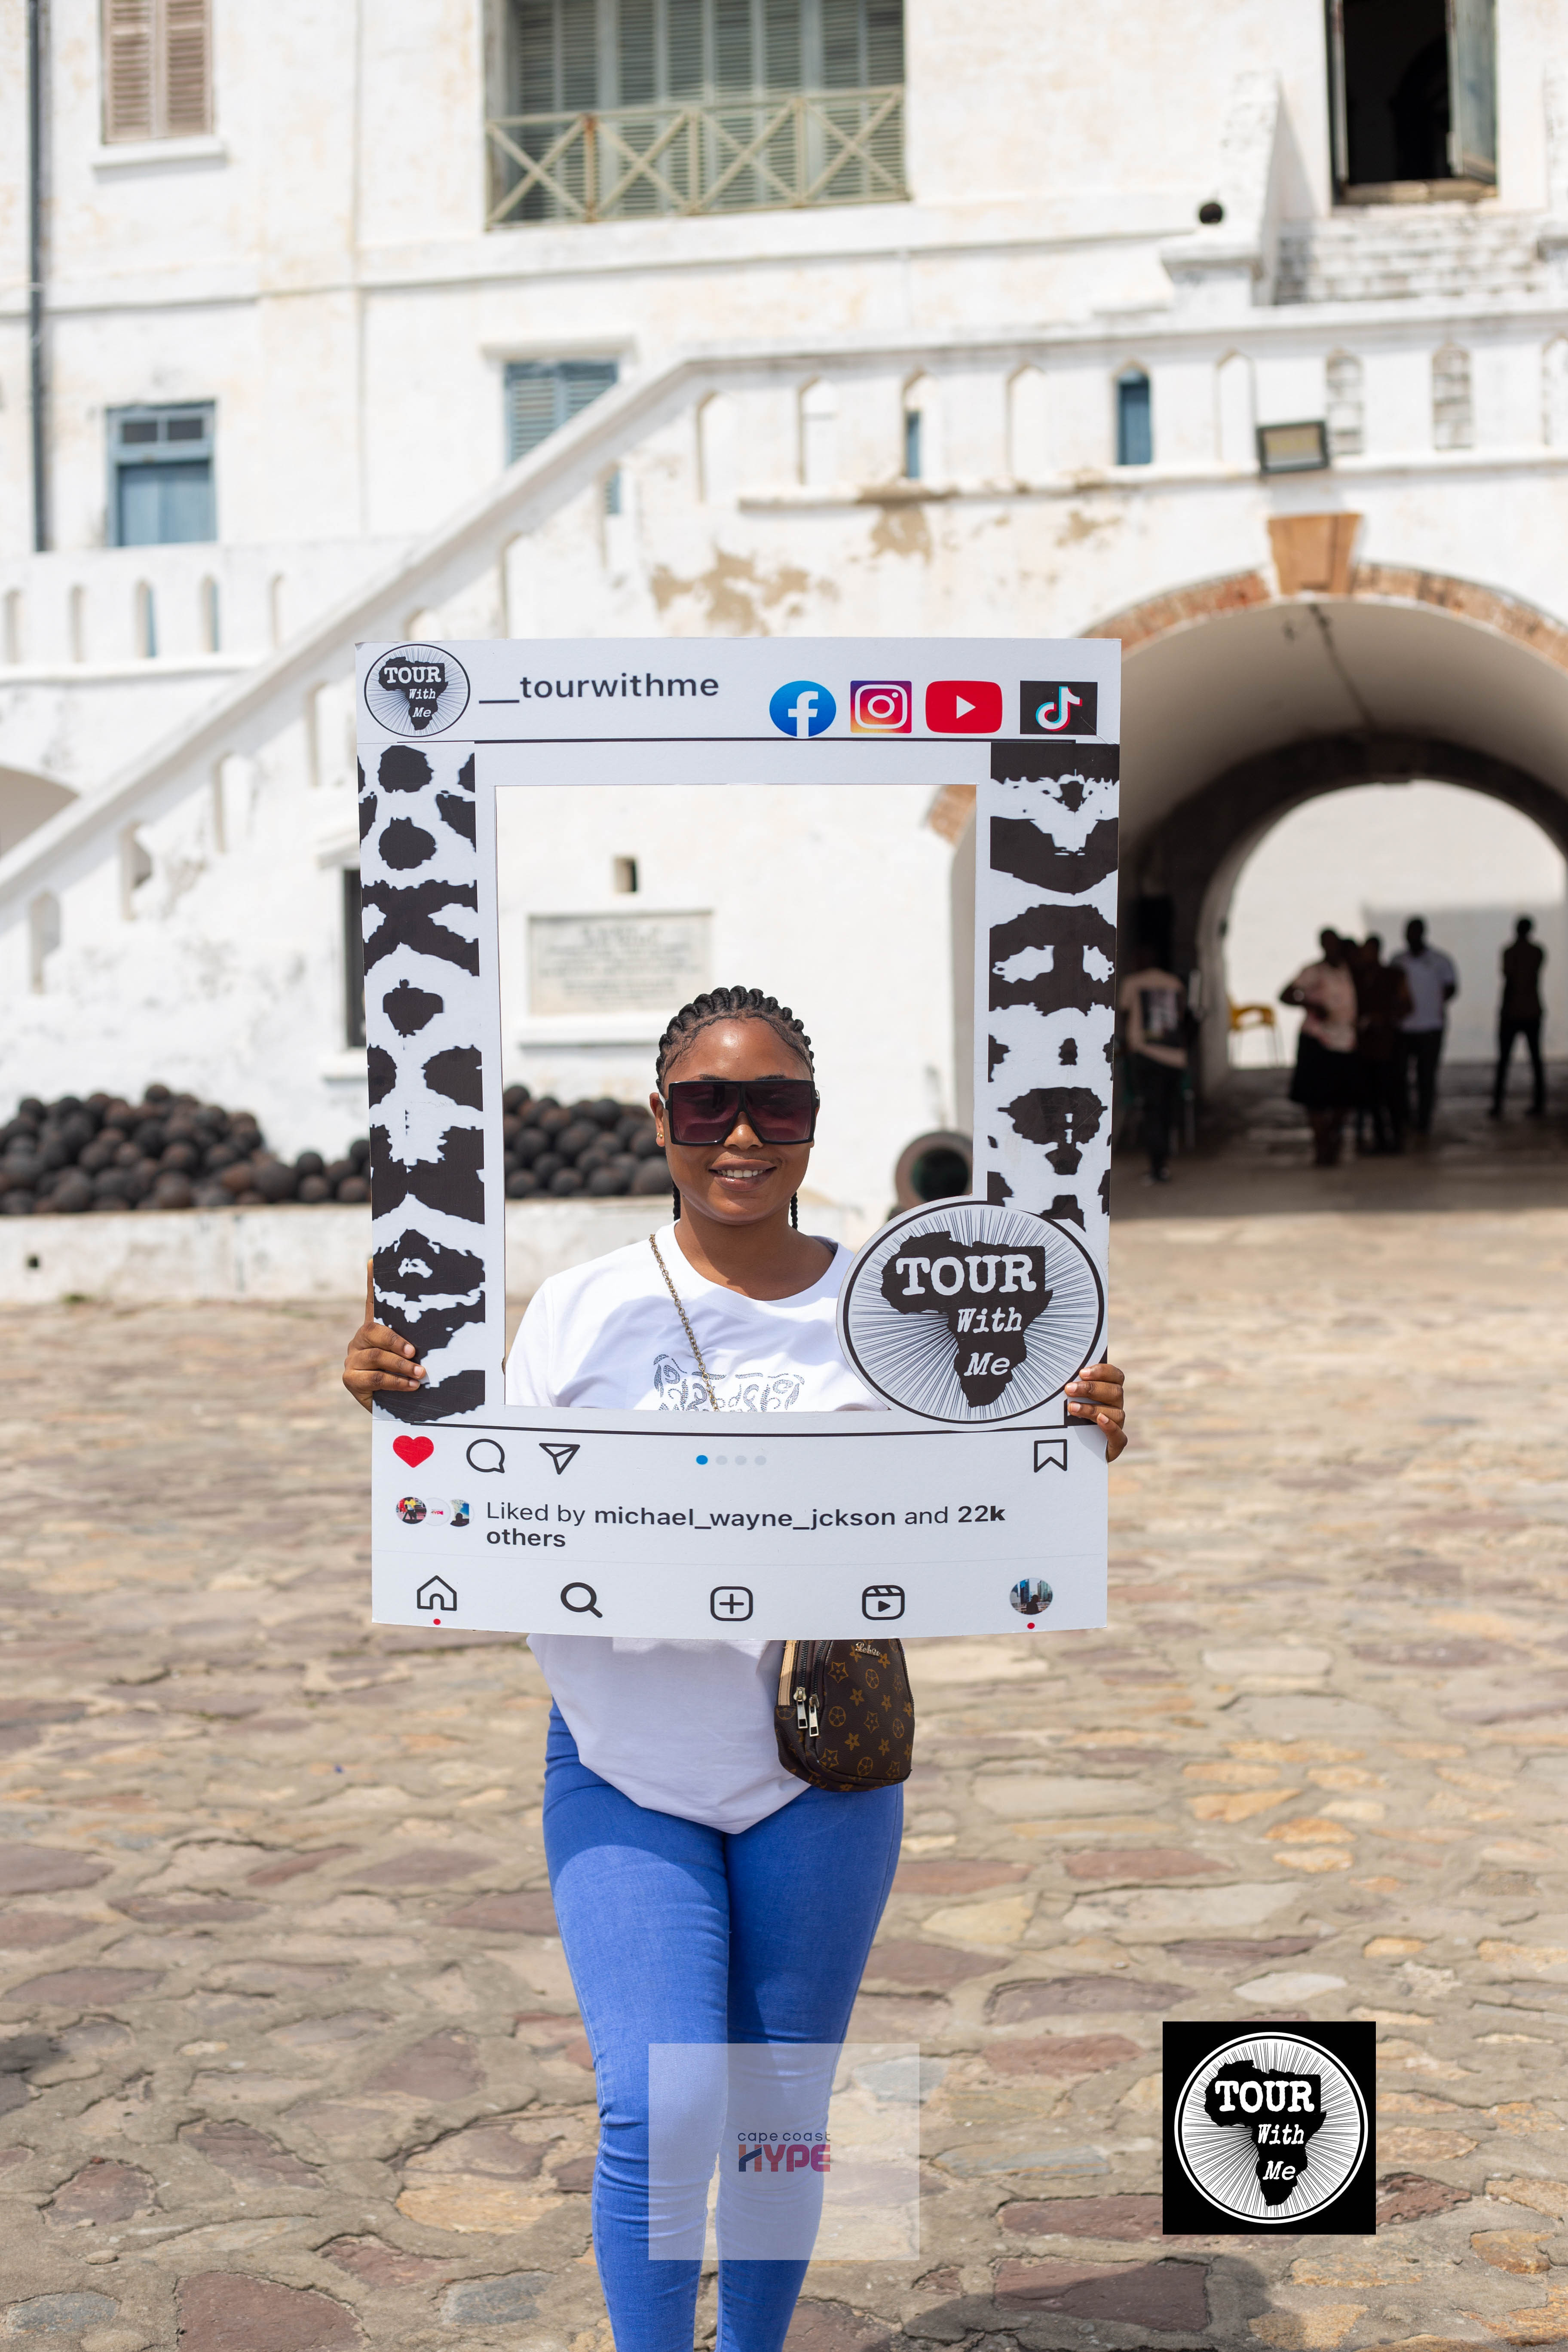 TOUR
With
Me
__tourwithme
TOUR
With
Me
Liked by michael_wayne_jckson and 22k
others
cape coast
HYPE
TOUR
With
Me